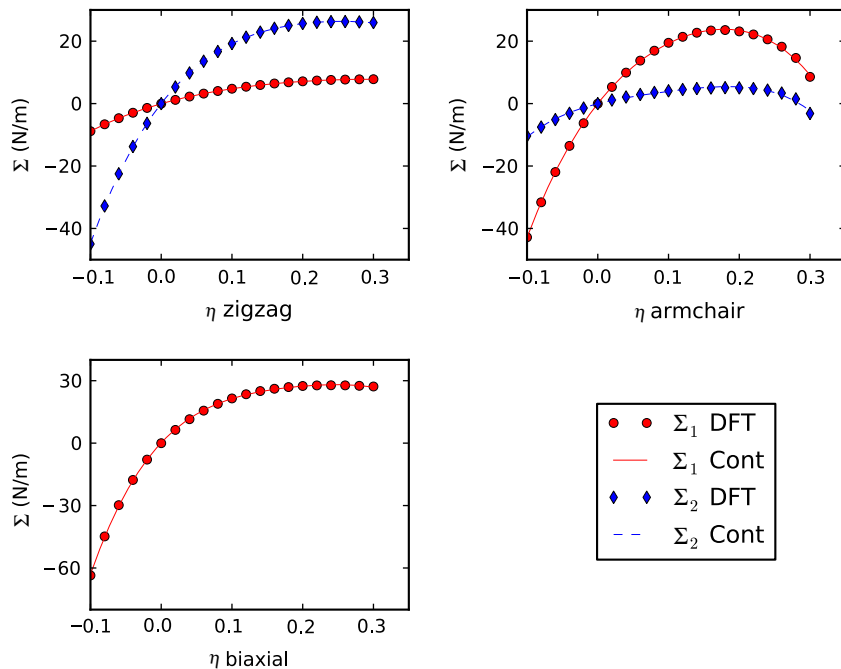 20
0
−20
−40
Σ (N/m)
−0.1
0.0
0.1
0.2
0.3
η zigzag
20
0
−20
−40
Σ (N/m)
−0.1
0.0
0.1
0.2
0.3
η armchair
30
0
−30
−60
Σ (N/m)
−0.1
0.0
0.1
0.2
0.3
η biaxial
Σ₁ DFT
Σ₁ Cont
Σ₂ DFT
Σ₂ Cont